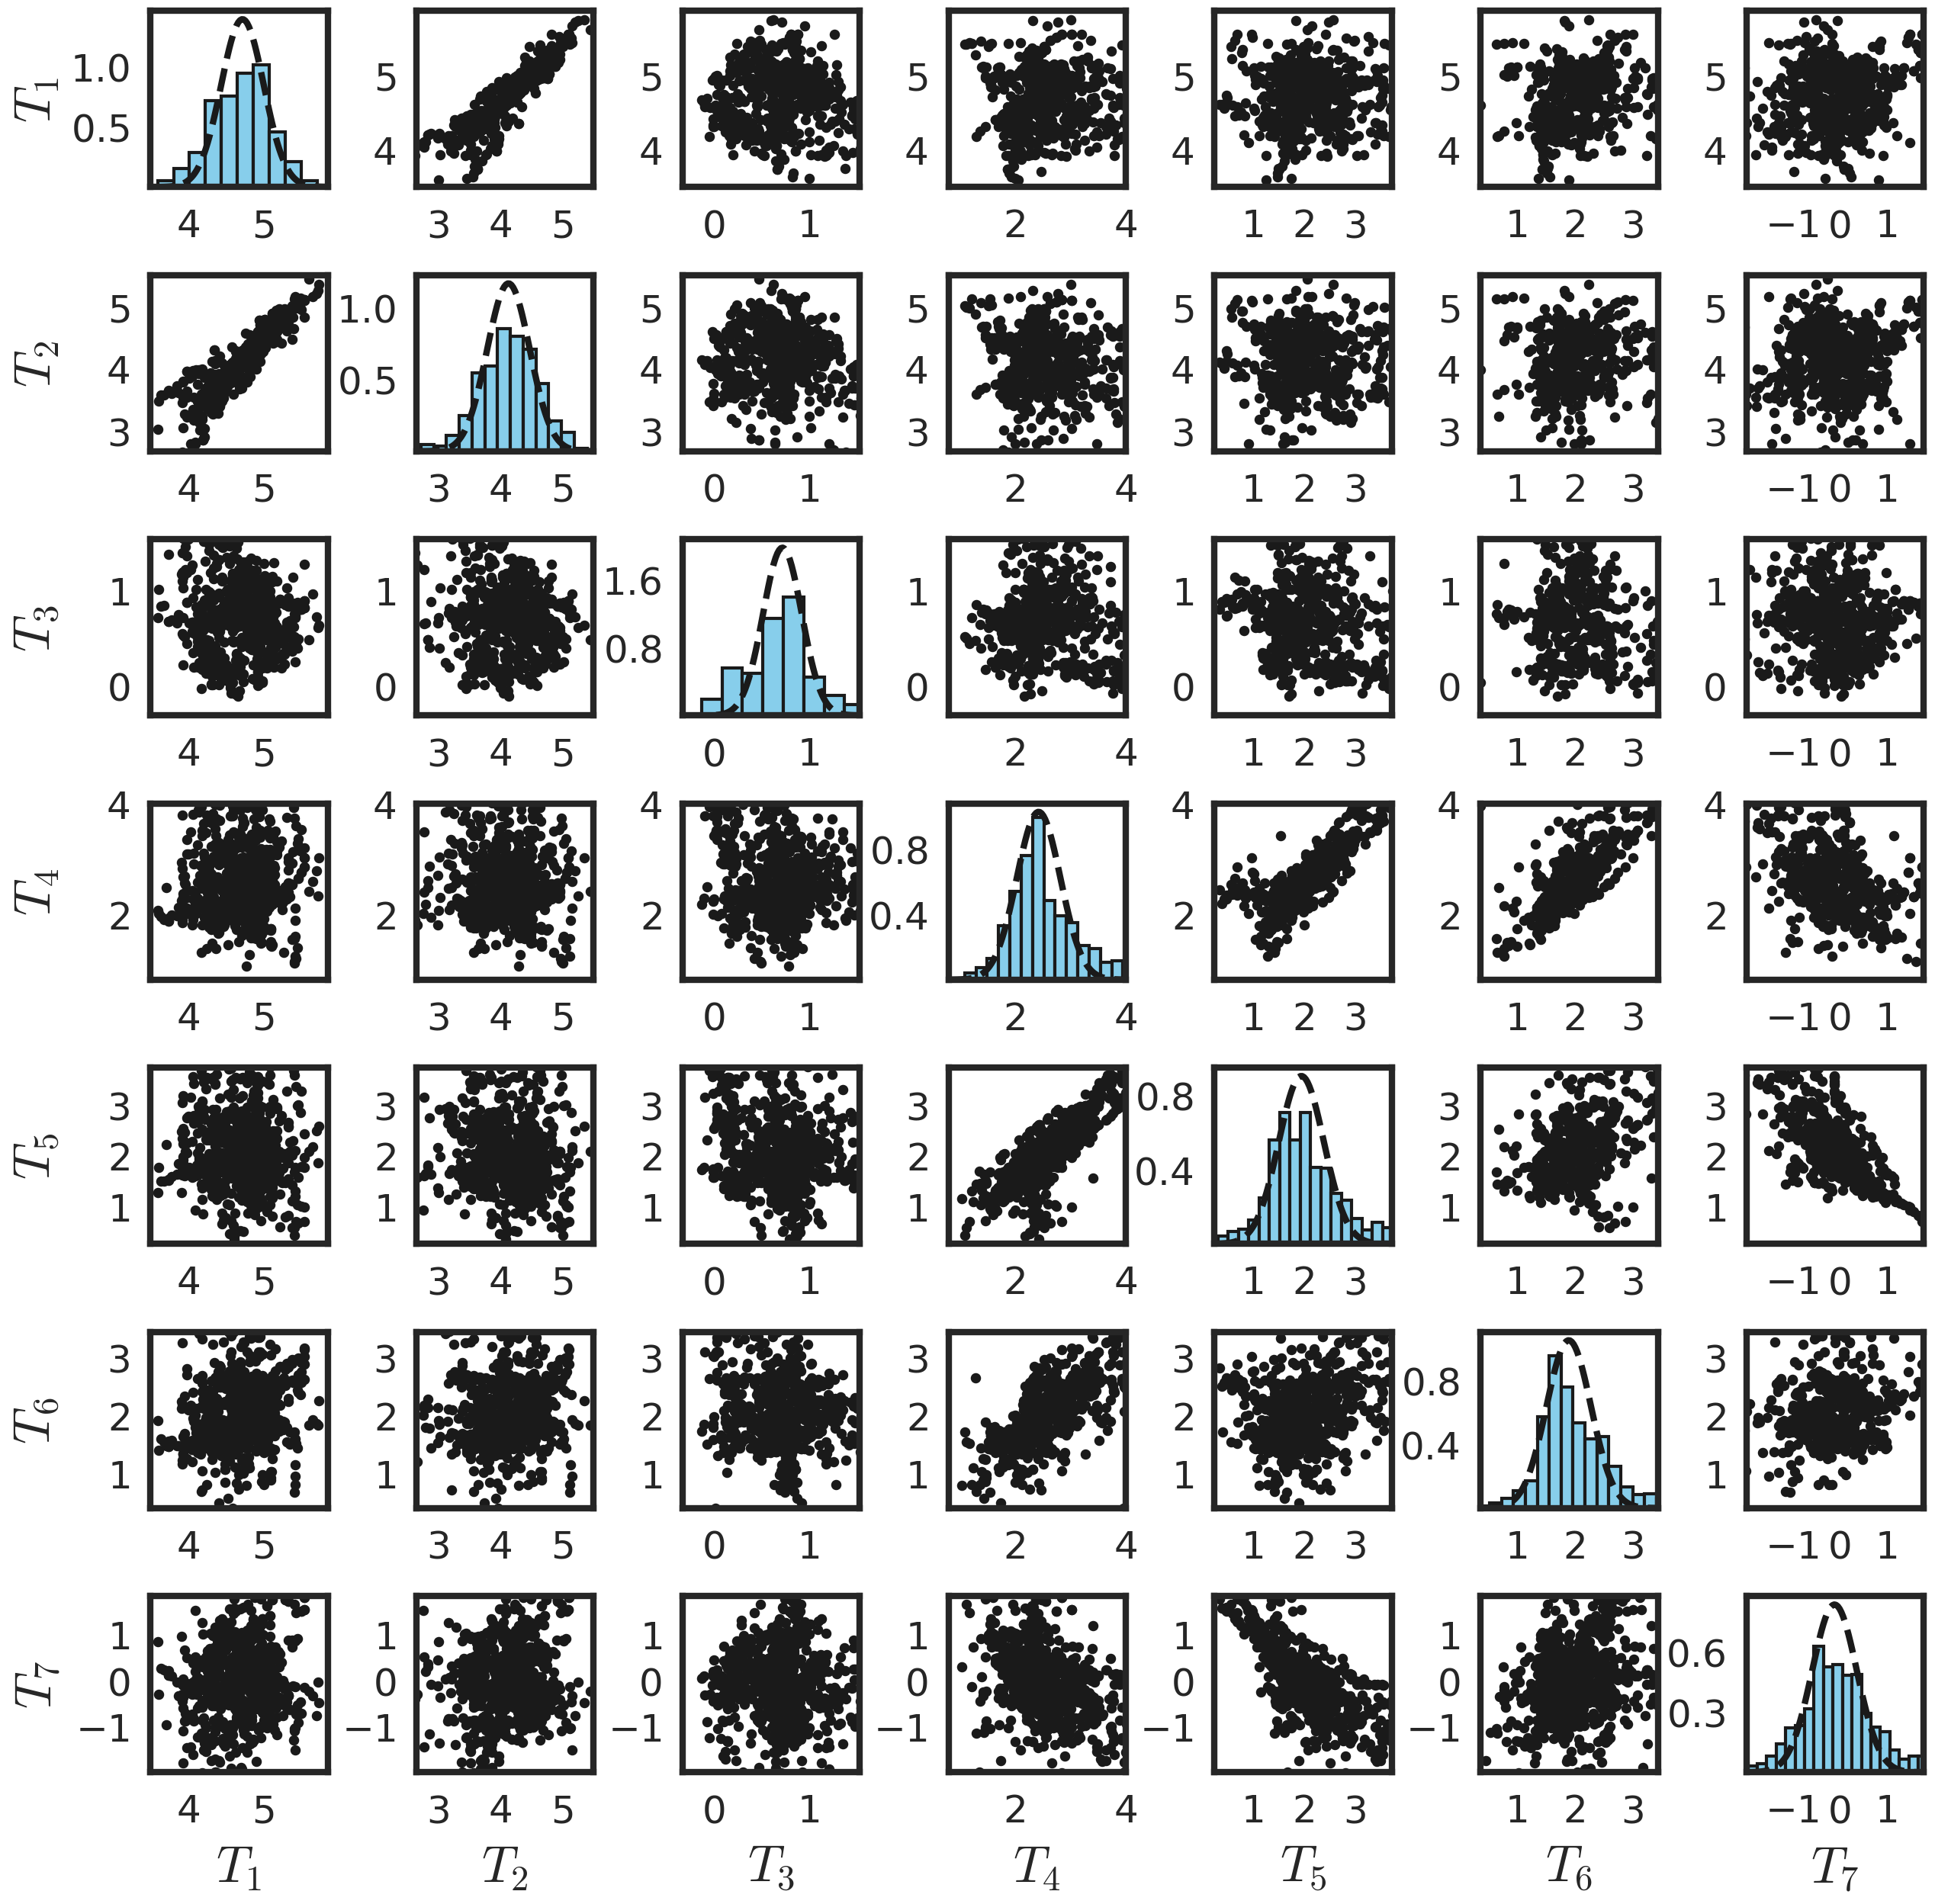 T1 1.0 0.5 5 4 5 4 5 4 5 4 5 4 5 4
4 5 3 4 5 0 1 2 4 1 2 3 1 2 3 −1 0 1
T2 5 4 3 1.0 0.5 5 4 3 5 4 3 5 4 3 5 4 3 5 4 3
4 5 3 4 5 0 1 2 4 1 2 3 1 2 3 −1 0 1
T3 1 0 1 0 1.6 0.8 1 0 1 0 1 0 1 0
4 5 3 4 5 0 1 2 4 1 2 3 1 2 3 −1 0 1
T4 4 2 4 2 4 2 0.8 0.4 4 2 4 2 4 2
4 5 3 4 5 0 1 2 4 1 2 3 1 2 3 −1 0 1
T5 3 2 1 3 2 1 3 2 1 3 2 1 0.8 0.4 3 2 1 3 2 1
4 5 3 4 5 0 1 2 4 1 2 3 1 2 3 −1 0 1
T6 3 2 1 3 2 1 3 2 1 3 2 1 3 2 1 0.8 0.4 3 2 1
4 5 3 4 5 0 1 2 4 1 2 3 1 2 3 −1 0 1
T7 1 0 −1 1 0 −1 1 0 −1 1 0 −1 1 0 −1 1 0 −1 0.6 0.3
4 5 3 4 5 0 1 2 4 1 2 3 1 2 3 −1 0 1
T1 T2 T3 T4 T5 T6 T7